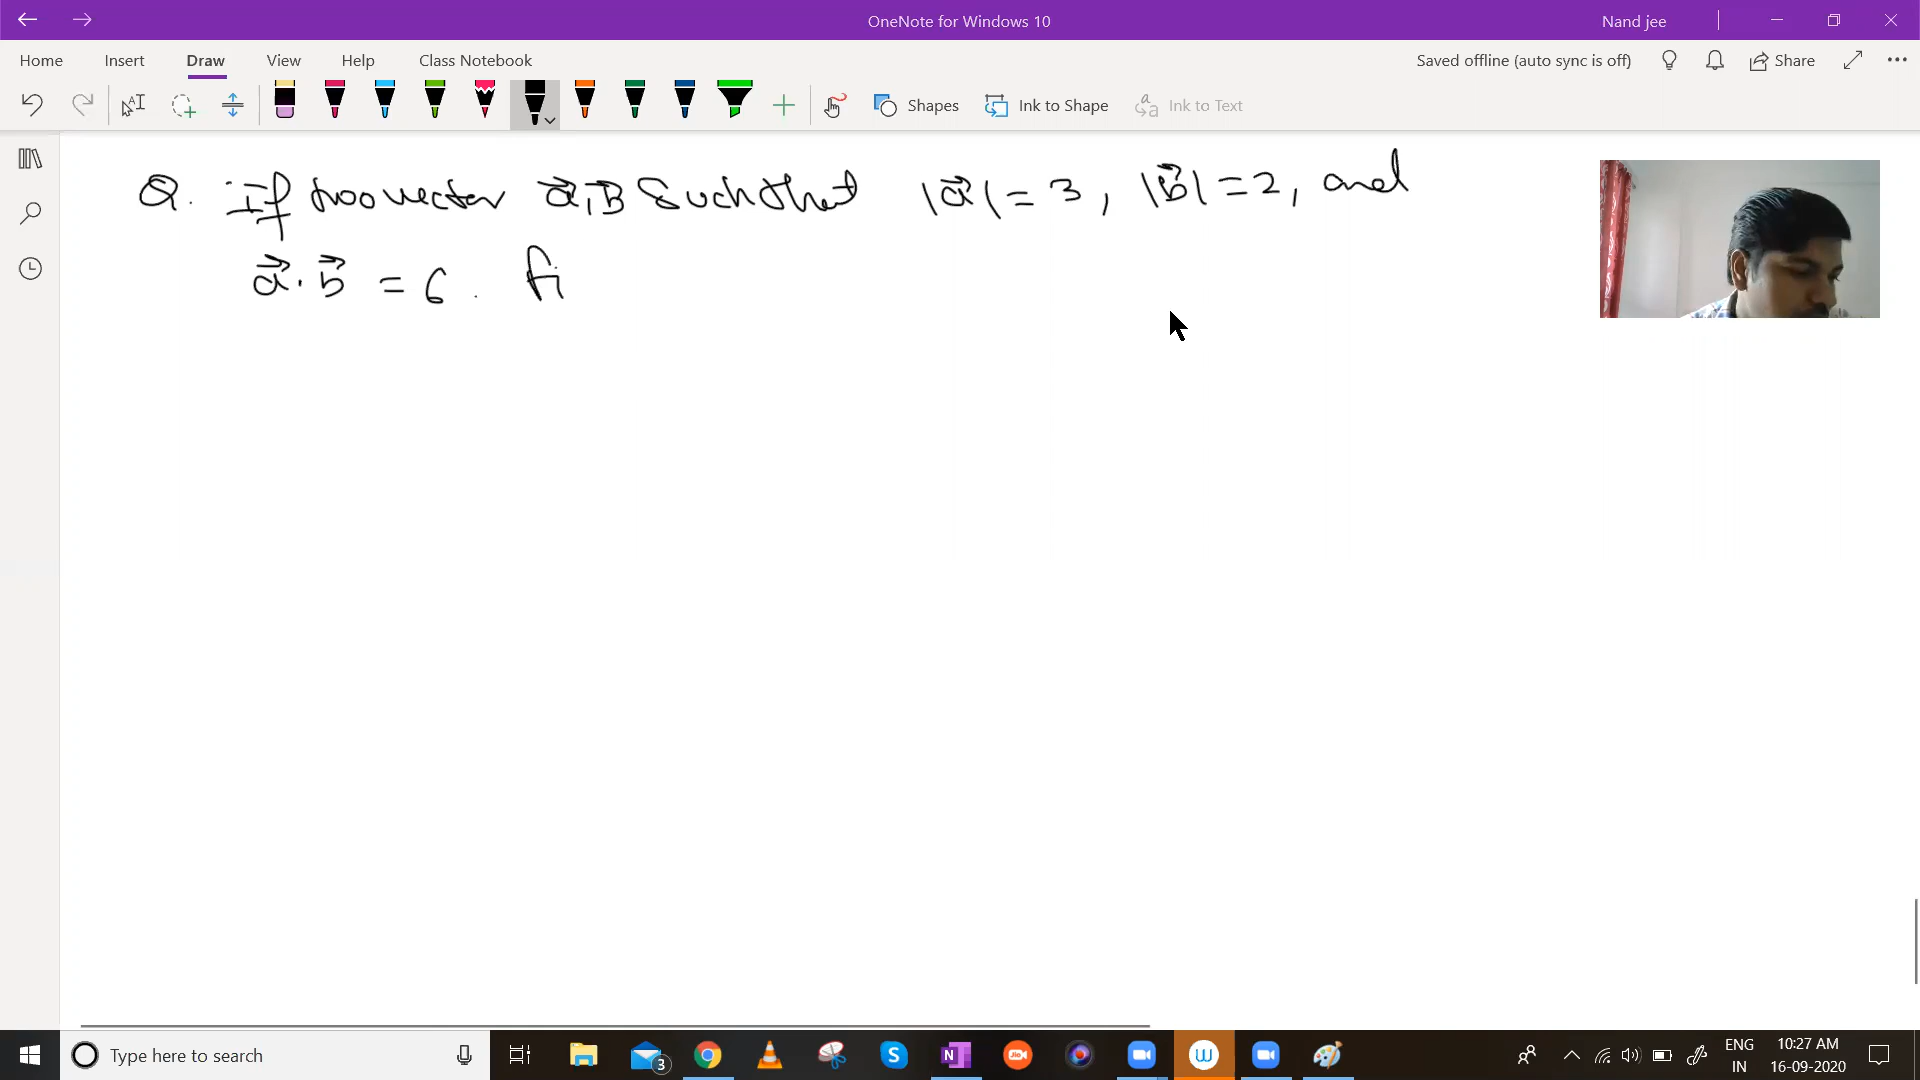 OneNote for Windows 10
Nand jee
Home Insert Draw View Help Class Notebook
Saved offline (auto sync is off)
Share
Shapes Ink to Shape Ink to Text
Q. If two vector a⃗, b⃗ Such that |a⃗| = 3, |b⃗| = 2, and
a⃗ . b⃗ = 6 . fi
Type here to search
3
N
S
Jio
W
ENG
IN
10:27 AM
16-09-2020